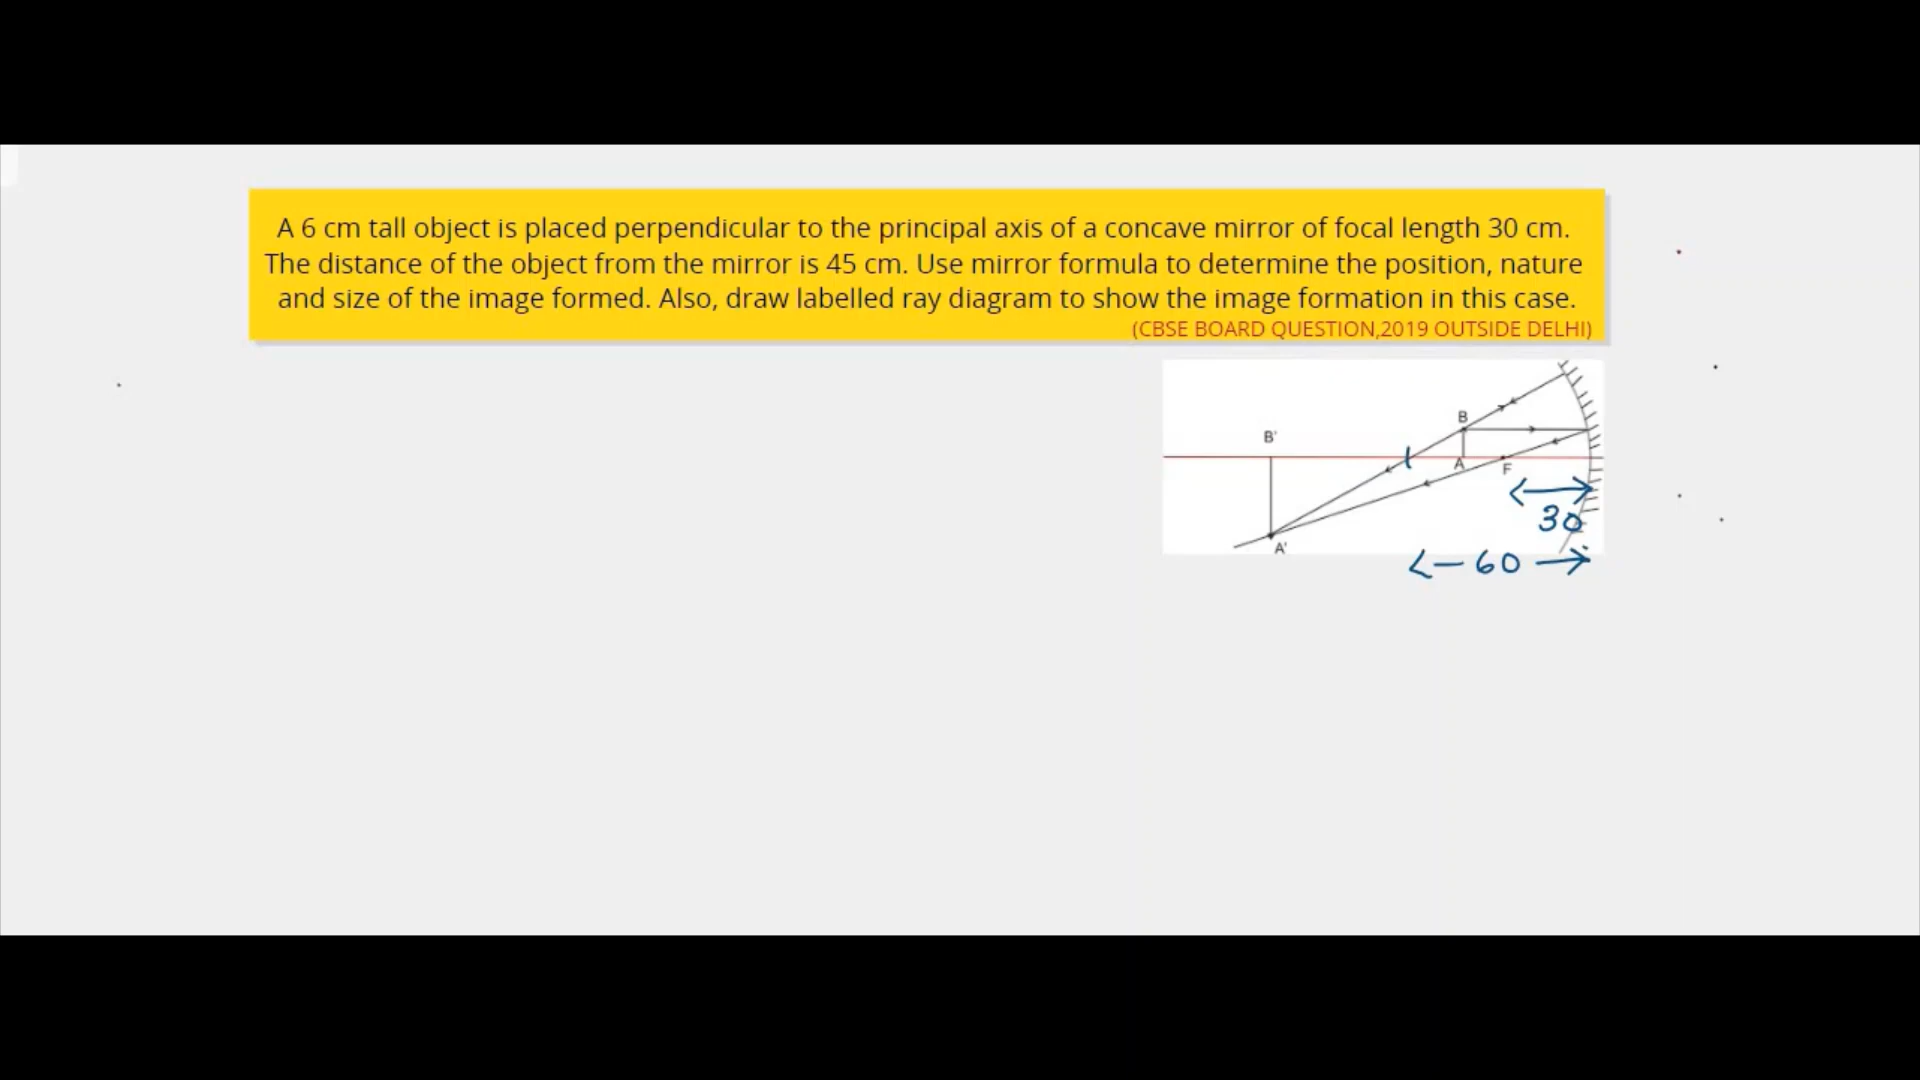 A 6 cm tall object is placed perpendicular to the principal axis of a concave mirror of focal length 30 cm.
The distance of the object from the mirror is 45 cm. Use mirror formula to determine the position, nature
and size of the image formed. Also, draw labelled ray diagram to show the image formation in this case.
(CBSE BOARD QUESTION,2019 OUTSIDE DELHI)
B
B'
A
F
30
A'
60